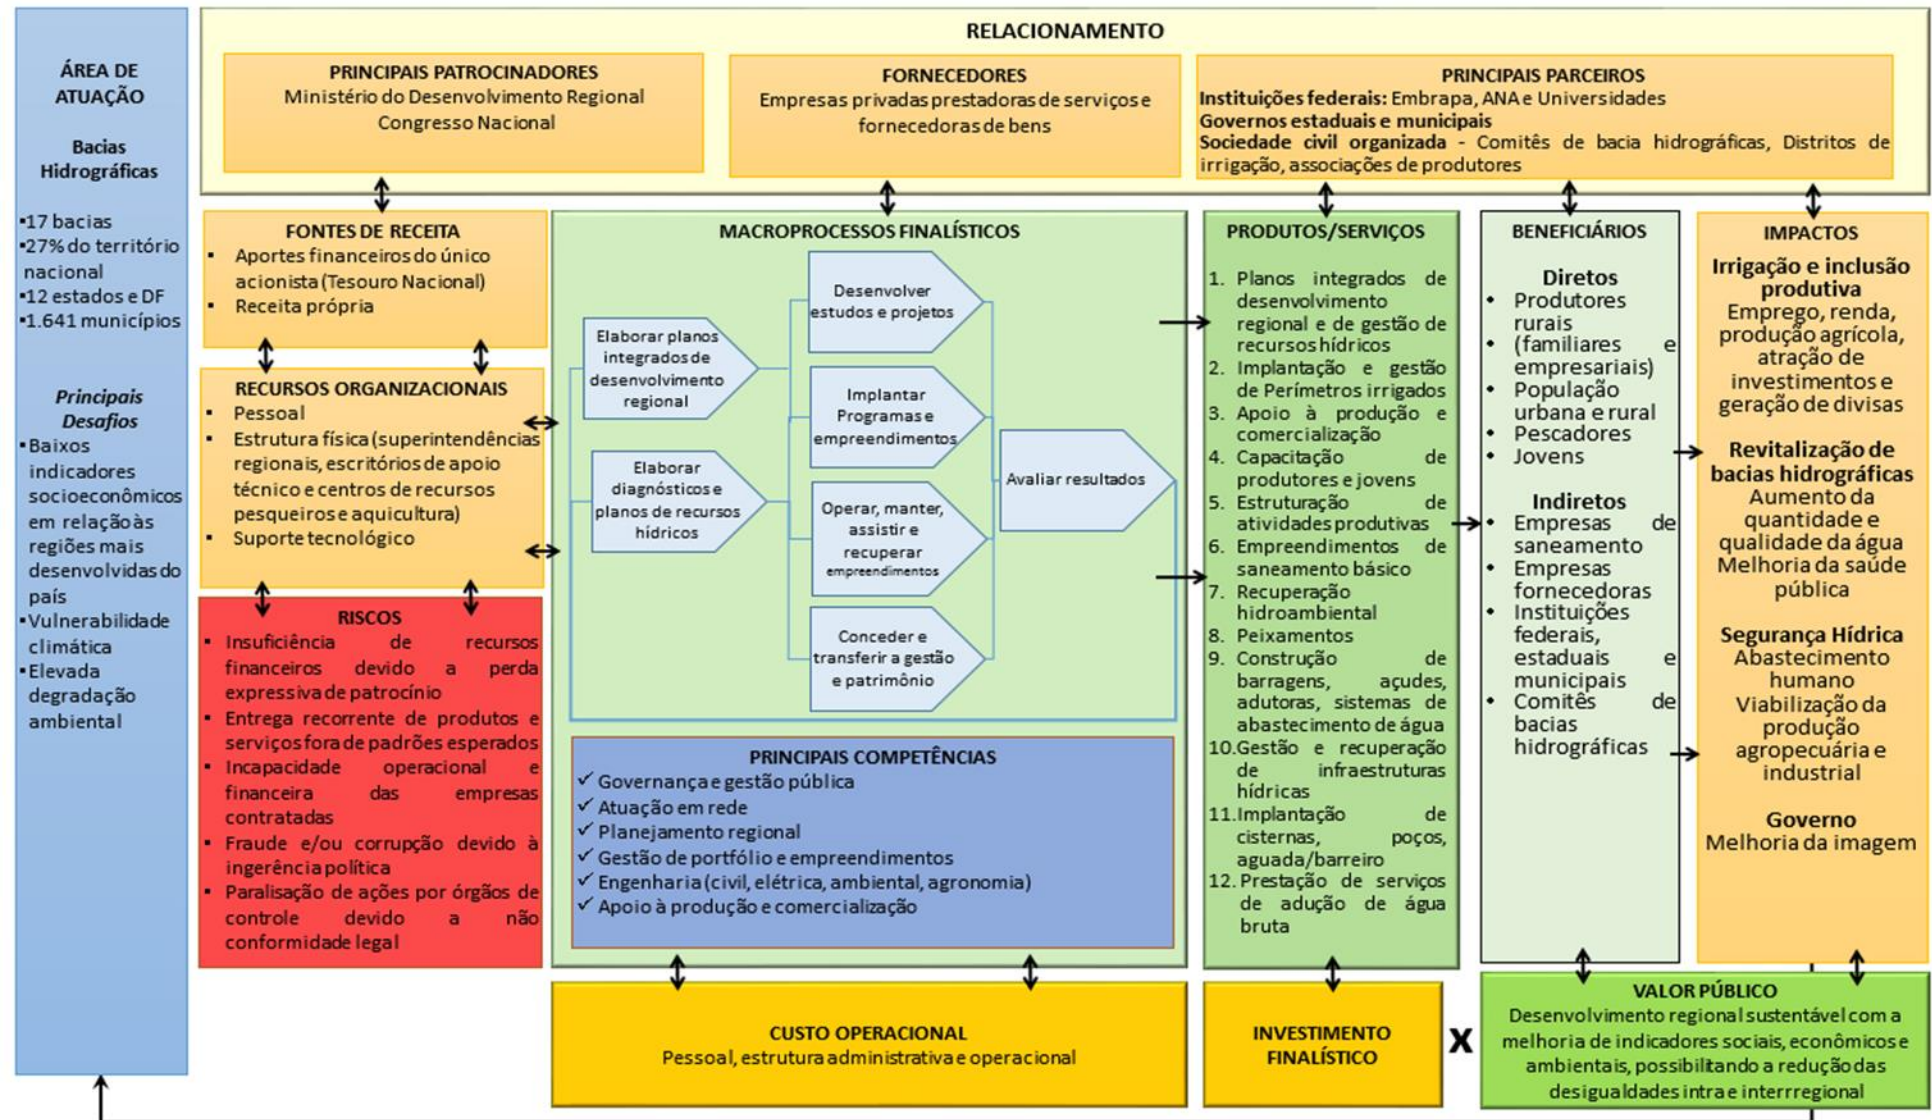 ÁREA DE
ATUAÇÃO
Bacias
Hidrográficas
▪17 bacias
▪27% do território
nacional
▪12 estados e DF
▪1.641 municípios
Principais
Desafios
▪Baixos
indicadores
socioeconômicos
em relação às
regiões mais
desenvolvidas do
país
▪Vulnerabilidade
climática
▪Elevada
degradação
ambiental
RELACIONAMENTO
PRINCIPAIS PATROCINADORES
Ministério do Desenvolvimento Regional
Congresso Nacional
FORNECEDORES
Empresas privadas prestadoras de serviços e
fornecedoras de bens
PRINCIPAIS PARCEIROS
Instituições federais: Embrapa, ANA e Universidades
Governos estaduais e municipais
Sociedade civil organizada - Comitês de bacia hidrográficas, Distritos de
irrigação, associações de produtores
FONTES DE RECEITA
▪ Aportes financeiros do único
acionista (Tesouro Nacional)
▪ Receita própria
RECURSOS ORGANIZACIONAIS
▪ Pessoal
▪ Estrutura física (superintendências
regionais, escritórios de apoio
técnico e centros de recursos
pesqueiros e aquicultura)
▪ Suporte tecnológico
RISCOS
▪ Insuficiência de recursos
financeiros devido a perda
expressiva de patrocínio
▪ Entrega recorrente de produtos e
serviços fora de padrões esperados
▪ Incapacidade operacional e
financeira das empresas
contratadas
▪ Fraude e/ou corrupção devido à
ingerência política
▪ Paralisação de ações por órgãos de
controle devido a não
conformidade legal
MACROPROCESSOS FINALÍSTICOS
Elaborar planos
integrados de
desenvolvimento
regional
Elaborar
diagnósticos e
planos de recursos
hídricos
Desenvolver
estudos e projetos
Implantar
Programas e
empreendimentos
Operar, manter,
assistir e
recuperar
empreendimentos
Conceder e
transferir a gestão
e patrimônio
Avaliar resultados
PRINCIPAIS COMPETÊNCIAS
✓ Governança e gestão pública
✓ Atuação em rede
✓ Planejamento regional
✓ Gestão de portfólio e empreendimentos
✓ Engenharia (civil, elétrica, ambiental, agronomia)
✓ Apoio à produção e comercialização
PRODUTOS/SERVIÇOS
1. Planos integrados de
desenvolvimento
regional e de gestão de
recursos hídricos
2. Implantação e gestão
de Perímetros irrigados
3. Apoio à produção e
comercialização
4. Capacitação de
produtores e jovens
5. Estruturação de
atividades produtivas
6. Empreendimentos de
saneamento básico
7. Recuperação
hidroambiental
8. Peixamentos
9. Construção de
barragens, açudes,
adutoras, sistemas de
abastecimento de água
10.Gestão e recuperação
de infraestruturas
hídricas
11.Implantação de
cisternas, poços,
aguada/barreiro
12. Prestação de serviços
de adução de água
bruta
BENEFICIÁRIOS
Diretos
• Produtores
rurais
• (familiares e
empresariais)
• População
urbana e rural
• Pescadores
• Jovens
Indiretos
• Empresas de
saneamento
• Empresas
fornecedoras
• Instituições
federais,
estaduais e
municipais
• Comitês de
bacias
hidrográficas
IMPACTOS
Irrigação e inclusão
produtiva
Emprego, renda,
produção agrícola,
atração de
investimentos e
geração de divisas
Revitalização de
bacias hidrográficas
Aumento da
quantidade e
qualidade da água
Melhoria da saúde
pública
Segurança Hídrica
Abastecimento
humano
Viabilização da
produção
agropecuária e
industrial
Governo
Melhoria da imagem
CUSTO OPERACIONAL
Pessoal, estrutura administrativa e operacional
INVESTIMENTO
FINALÍSTICO
X
VALOR PÚBLICO
Desenvolvimento regional sustentável com a
melhoria de indicadores sociais, econômicos e
ambientais, possibilitando a redução das
desigualdades intra e interrregional